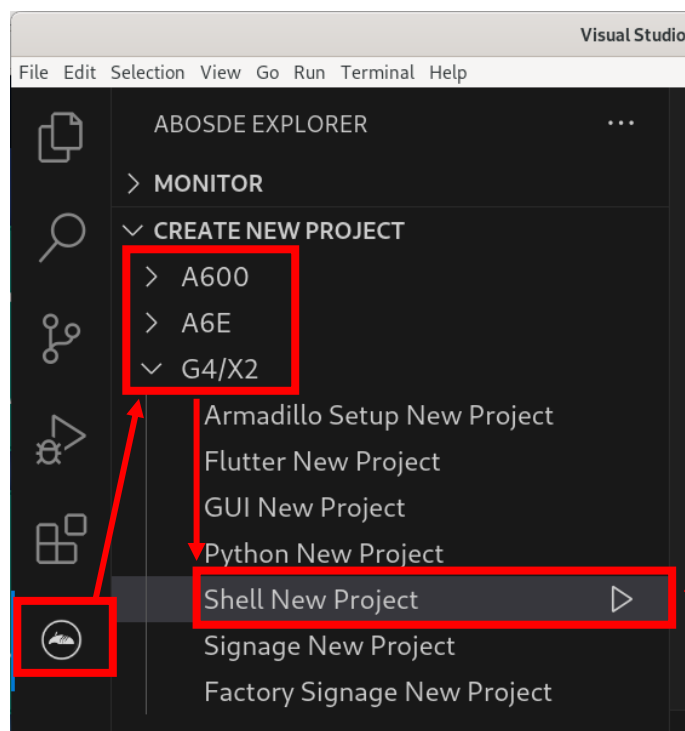 Visual Studio
File Edit Selection View Go Run Terminal Help
ABOSDE EXPLORER
MONITOR
CREATE NEW PROJECT
A600
A6E
G4/X2
Armadillo Setup New Project
Flutter New Project
GUI New Project
Python New Project
Shell New Project
Signage New Project
Factory Signage New Project